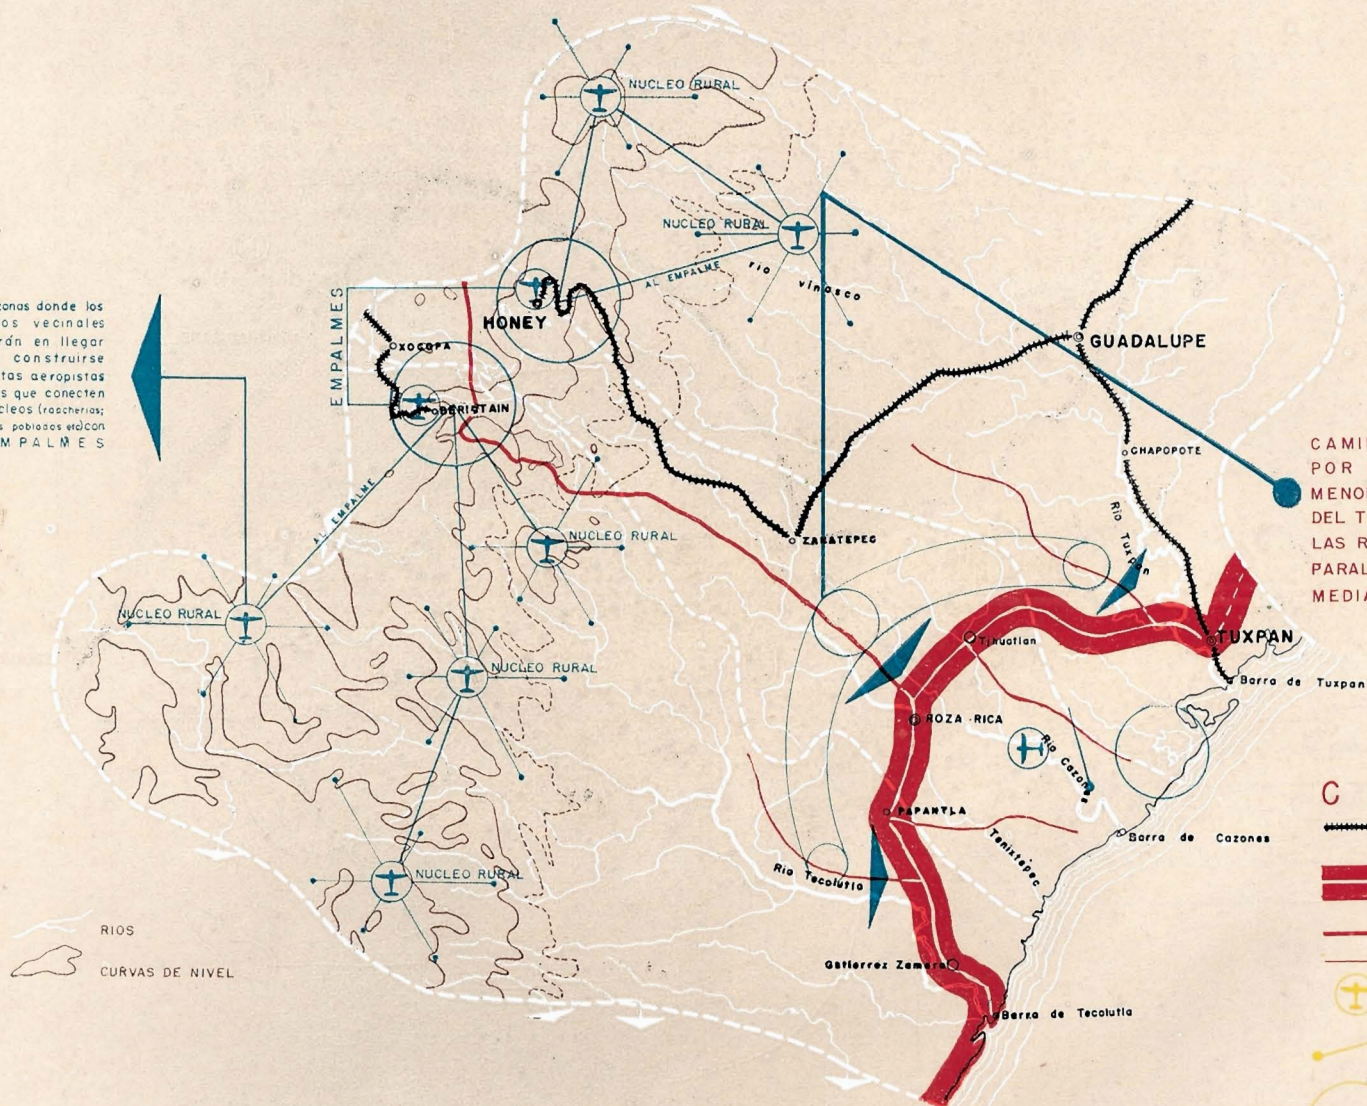 NUCLEO RURAL
NUCLEO RURAL
AL EMPALME
rio vinasco
EMPALMES
HONEY
XOCOPA
BERISTAIN
GUADALUPE
CHAPOPOTE
zonas donde los
os vecinales
rán en llegar
construirse
tas aeropistas
s que conecten
cleos (rancherias;
s poblados etc) con
MPALMES
CAMI
POR
MENO
DEL T
LAS R
PARAL
MEDIA
AL EMPALME
NUCLEO RURAL
ZAKATEPEC
Rio Tuxpan
NUCLEO RURAL
NUCLEO RURAL
Tihuatlan
TUXPAN
Barra de Tuxpan
ROZA-RICA
Rio Cazones
PAPANTLA
Tenixtepec
Barra de Cazones
C
NUCLEO RURAL
Rio Tecolutla
RIOS
CURVAS DE NIVEL
Gutierrez Zamora
Barra de Tecolutla